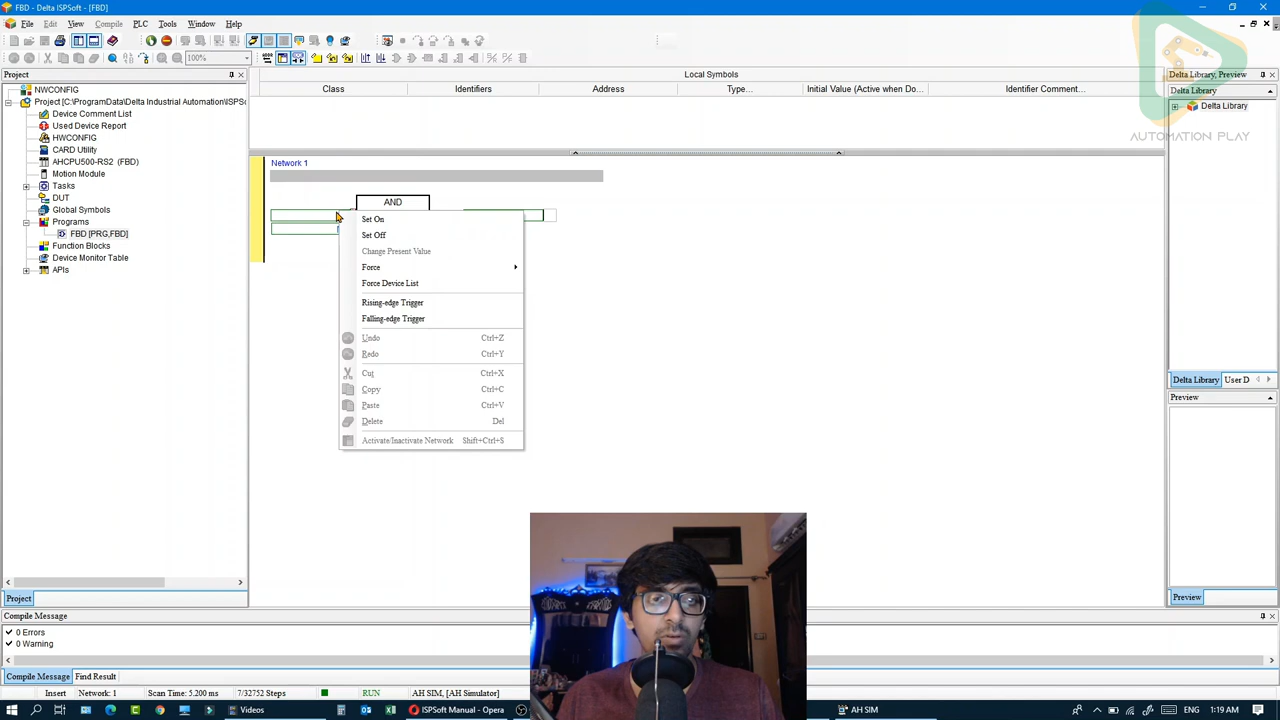 FBD - Delta ISPSoft - [FBD]
File Edit View Compile PLC Tools Window Help
100%
Project
NWCONFIG
Project [C:\ProgramData\Delta Industrial Automation\ISPSo
Device Comment List
Used Device Report
HWCONFIG
CARD Utility
AHCPU500-RS2 (FBD)
Motion Module
Tasks
DUT
Global Symbols
Programs
FBD [PRG,FBD]
Function Blocks
Device Monitor Table
APIs
Project
Local Symbols
Class Identifiers Address Type... Initial Value (Active when Do... Identifier Comment...
Network 1
AND
Set On
Set Off
Change Present Value
Force
Force Device List
Rising-edge Trigger
Falling-edge Trigger
Undo Ctrl+Z
Redo Ctrl+Y
Cut Ctrl+X
Copy Ctrl+C
Paste Ctrl+V
Delete Del
Activate/Inactivate Network Shift+Ctrl+S
Delta Library, Preview
Delta Library
Delta Library
AUTOMATION PLAY
Delta Library User D
Preview
Preview
Compile Message
0 Errors
0 Warning
Compile Message Find Result
Insert Network: 1 Scan Time: 5.200 ms 7/32752 Steps RUN AH SIM, [AH Simulator]
Videos ISPSoft Manual - Opera AH SIM ENG 1:19 AM